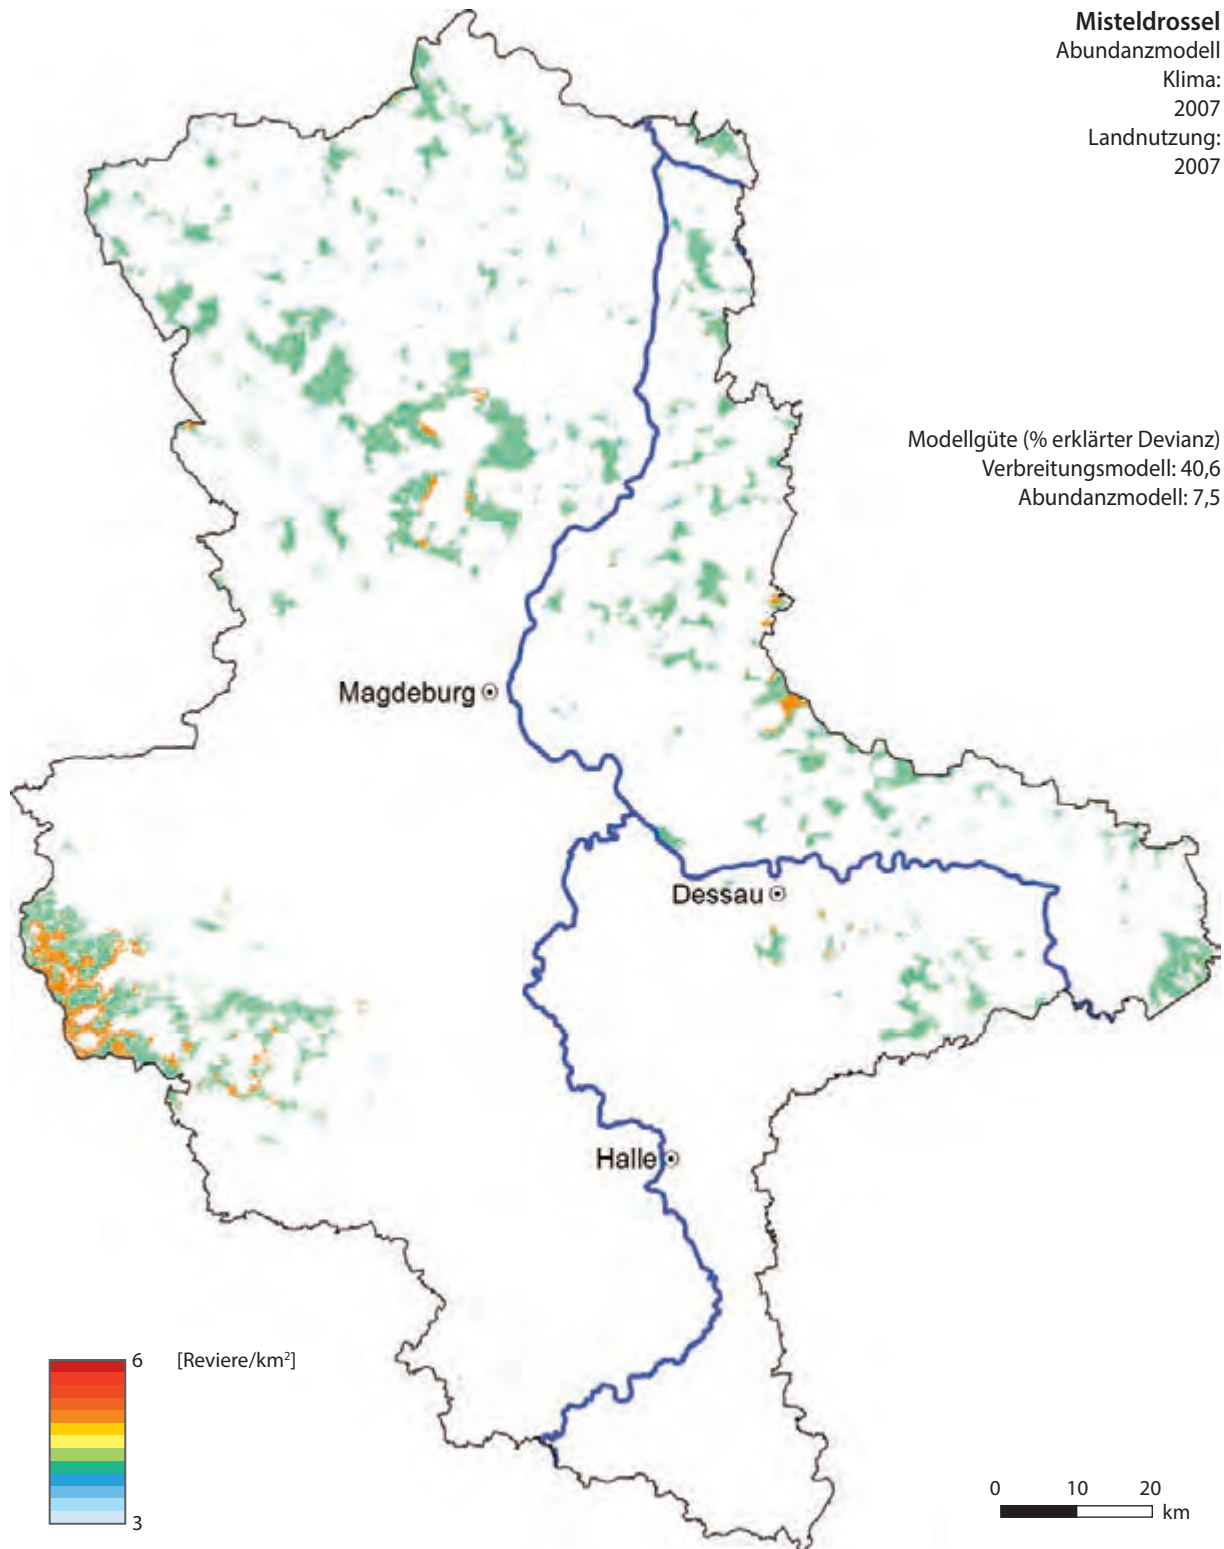 Misteldrossel
Abundanzmodell
Klima:
2007
Landnutzung:
2007
Modellgüte (% erklärter Devianz)
Verbreitungsmodell: 40,6
Abundanzmodell: 7,5
Magdeburg
Dessau
Halle
6 [Reviere/km²]
3
0 10 20
km